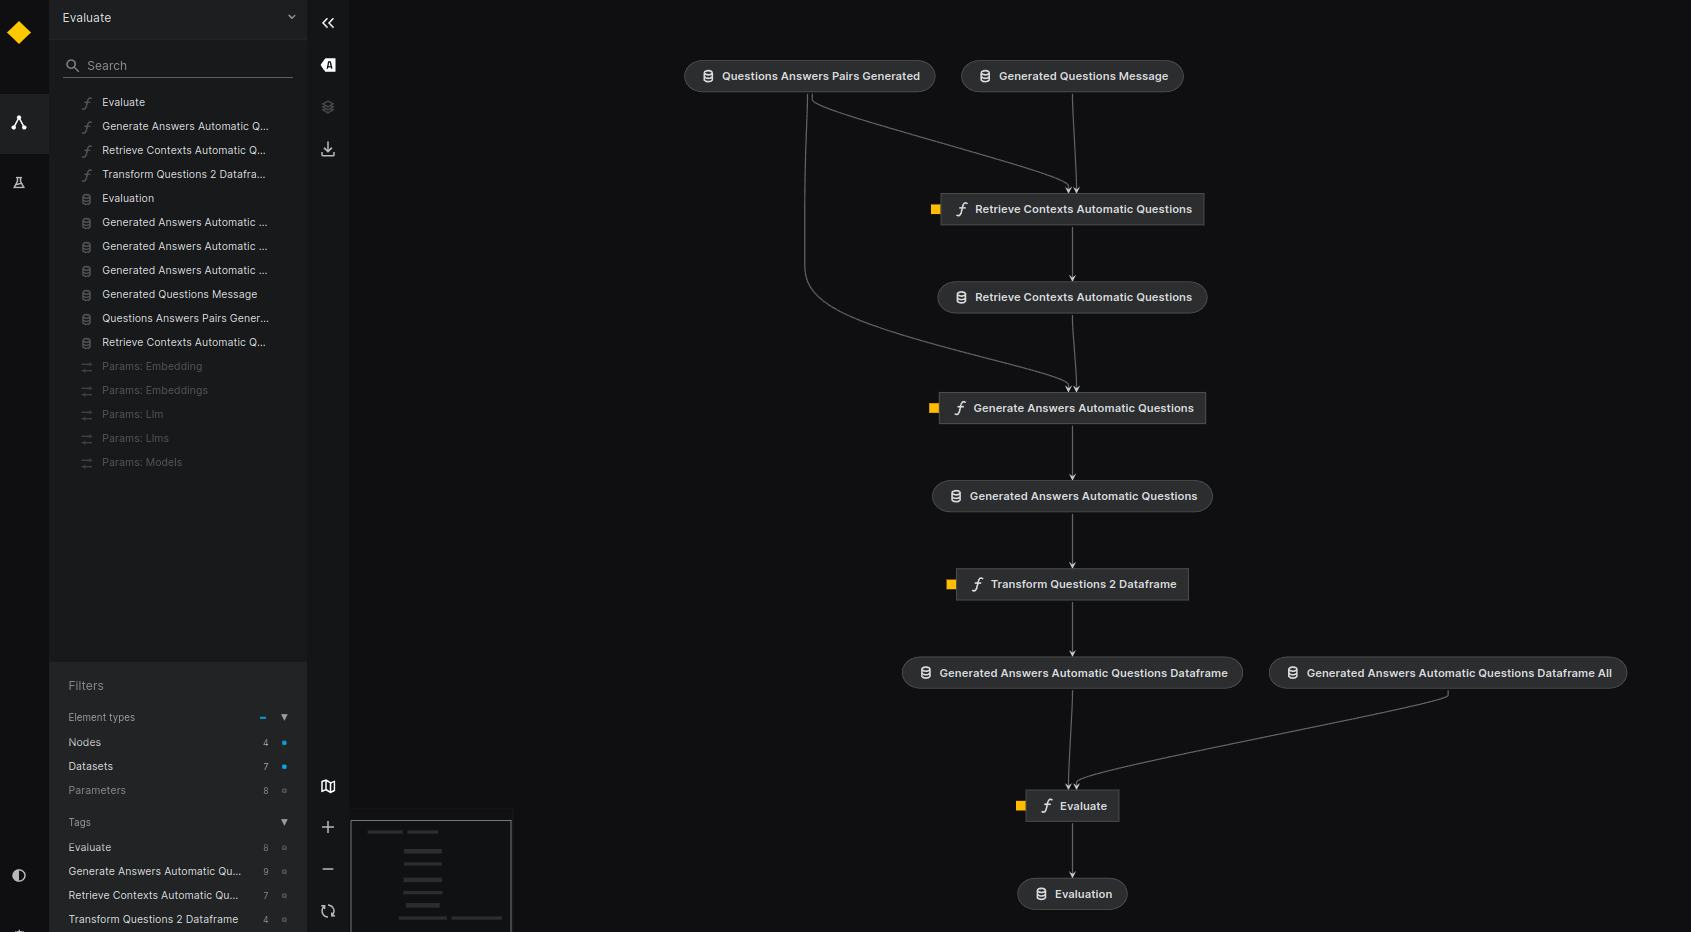 Evaluate
Search
Evaluate
Generate Answers Automatic Q...
Retrieve Contexts Automatic Q...
Transform Questions 2 Datafra...
Evaluation
Generated Answers Automatic ...
Generated Answers Automatic ...
Generated Answers Automatic ...
Generated Questions Message
Questions Answers Pairs Gener...
Retrieve Contexts Automatic Q...
Params: Embedding
Params: Embeddings
Params: Llm
Params: Llms
Params: Models
Filters
Element types
Nodes 4
Datasets 7
Parameters 8
Tags
Evaluate 8
Generate Answers Automatic Qu... 9
Retrieve Contexts Automatic Qu... 7
Transform Questions 2 Dataframe 4
A
Questions Answers Pairs Generated
Generated Questions Message
Retrieve Contexts Automatic Questions
Retrieve Contexts Automatic Questions
Generate Answers Automatic Questions
Generated Answers Automatic Questions
Transform Questions 2 Dataframe
Generated Answers Automatic Questions Dataframe
Generated Answers Automatic Questions Dataframe All
Evaluate
Evaluation